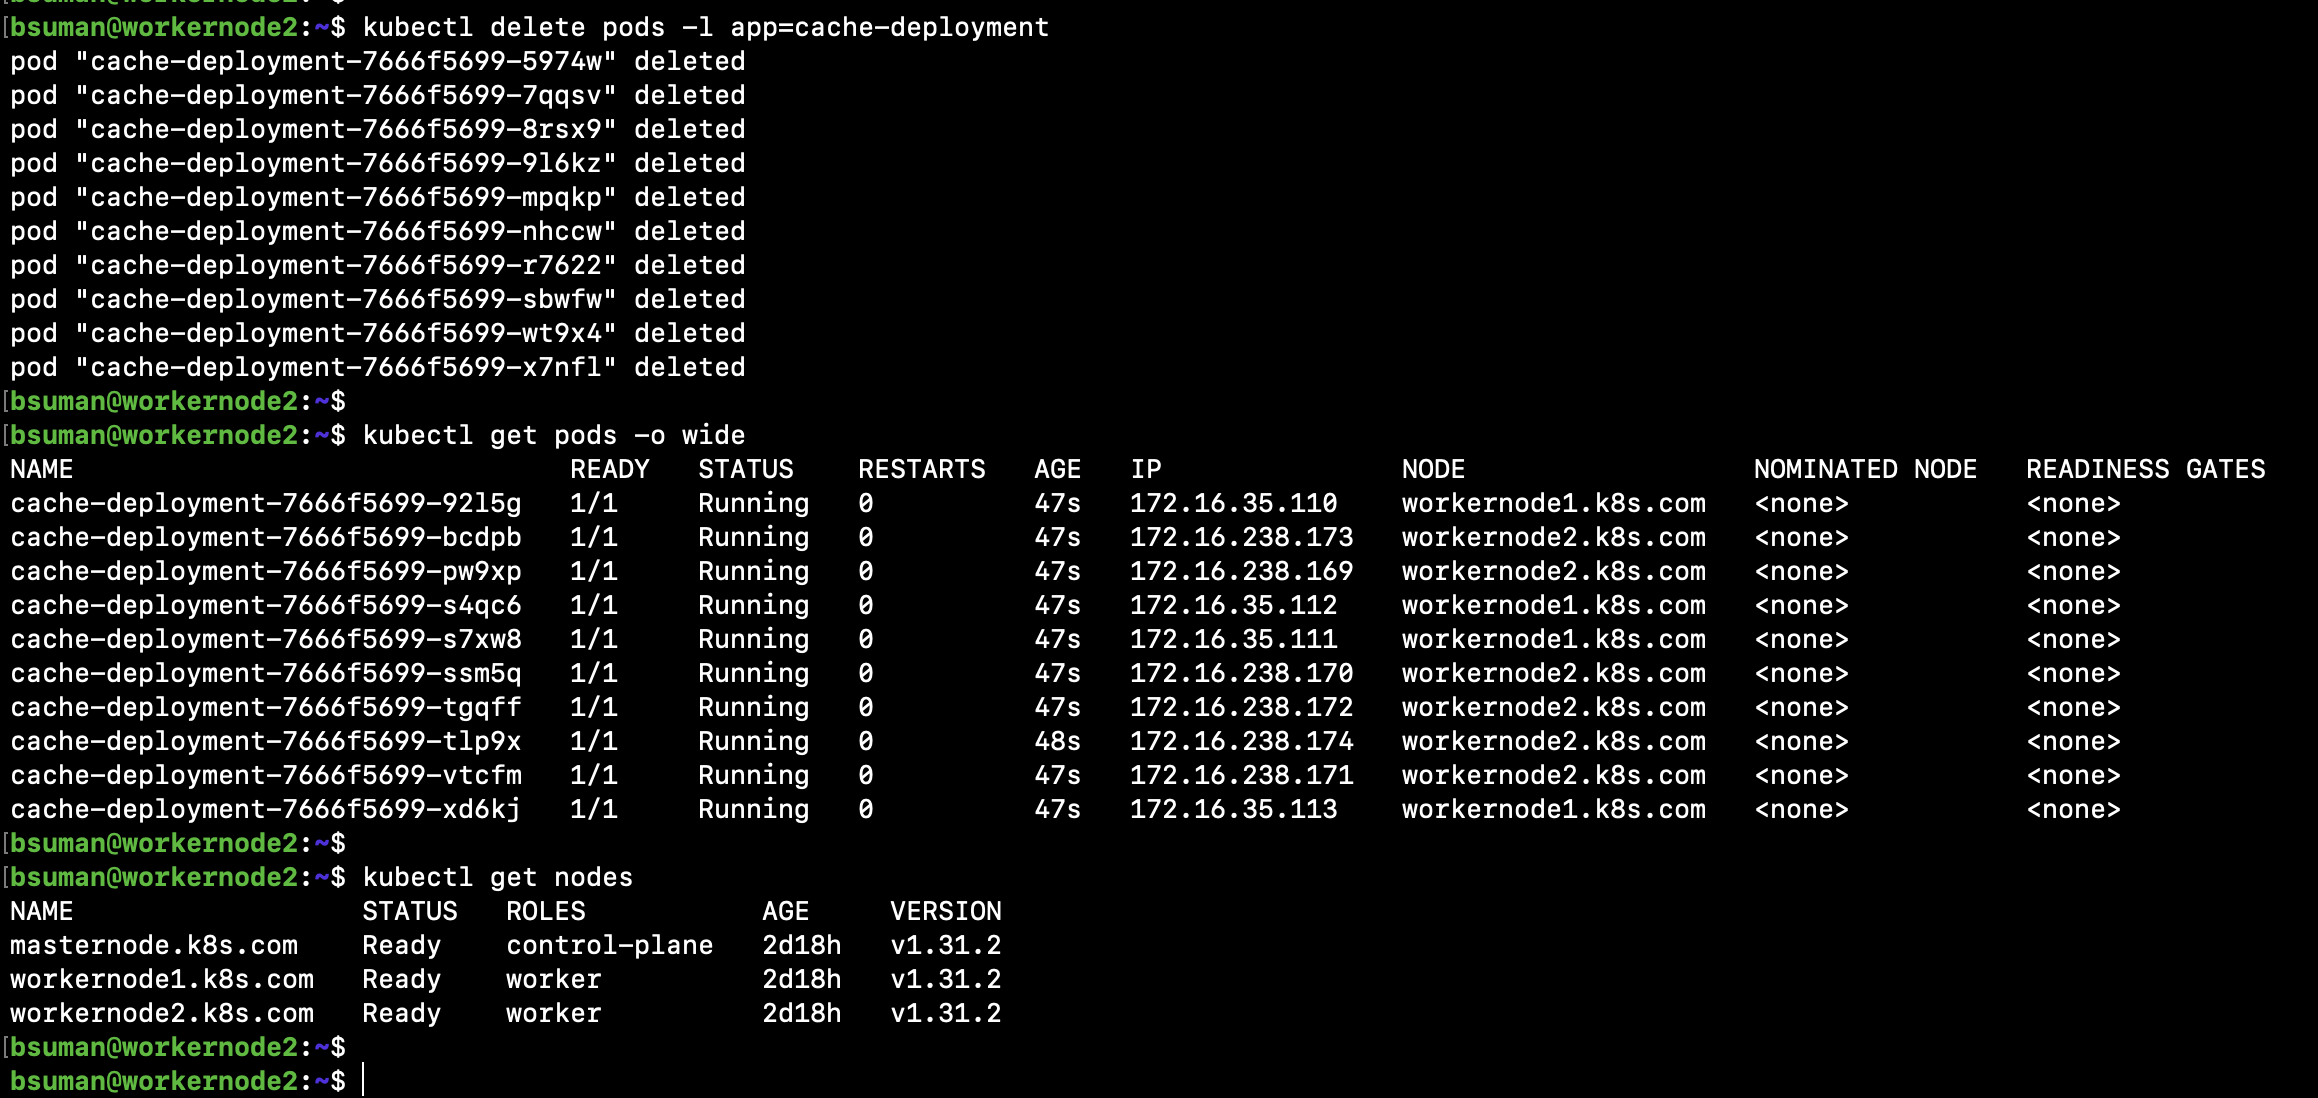 [bsuman@workernode2:~$ kubectl delete pods -l app=cache-deployment
pod "cache-deployment-7666f5699-5974w" deleted
pod "cache-deployment-7666f5699-7qqsv" deleted
pod "cache-deployment-7666f5699-8rsx9" deleted
pod "cache-deployment-7666f5699-9l6kz" deleted
pod "cache-deployment-7666f5699-mpqkp" deleted
pod "cache-deployment-7666f5699-nhccw" deleted
pod "cache-deployment-7666f5699-r7622" deleted
pod "cache-deployment-7666f5699-sbwfw" deleted
pod "cache-deployment-7666f5699-wt9x4" deleted
pod "cache-deployment-7666f5699-x7nfl" deleted
[bsuman@workernode2:~$
[bsuman@workernode2:~$ kubectl get pods -o wide
NAME                               READY   STATUS    RESTARTS   AGE   IP               NODE                  NOMINATED NODE   READINESS GATES
cache-deployment-7666f5699-92l5g   1/1     Running   0          47s   172.16.35.110    workernode1.k8s.com   <none>           <none>
cache-deployment-7666f5699-bcdpb   1/1     Running   0          47s   172.16.238.173   workernode2.k8s.com   <none>           <none>
cache-deployment-7666f5699-pw9xp   1/1     Running   0          47s   172.16.238.169   workernode2.k8s.com   <none>           <none>
cache-deployment-7666f5699-s4qc6   1/1     Running   0          47s   172.16.35.112    workernode1.k8s.com   <none>           <none>
cache-deployment-7666f5699-s7xw8   1/1     Running   0          47s   172.16.35.111    workernode1.k8s.com   <none>           <none>
cache-deployment-7666f5699-ssm5q   1/1     Running   0          47s   172.16.238.170   workernode2.k8s.com   <none>           <none>
cache-deployment-7666f5699-tgqff   1/1     Running   0          47s   172.16.238.172   workernode2.k8s.com   <none>           <none>
cache-deployment-7666f5699-tlp9x   1/1     Running   0          48s   172.16.238.174   workernode2.k8s.com   <none>           <none>
cache-deployment-7666f5699-vtcfm   1/1     Running   0          47s   172.16.238.171   workernode2.k8s.com   <none>           <none>
cache-deployment-7666f5699-xd6kj   1/1     Running   0          47s   172.16.35.113    workernode1.k8s.com   <none>           <none>
[bsuman@workernode2:~$
[bsuman@workernode2:~$ kubectl get nodes
NAME                  STATUS   ROLES           AGE     VERSION
masternode.k8s.com    Ready    control-plane   2d18h   v1.31.2
workernode1.k8s.com   Ready    worker          2d18h   v1.31.2
workernode2.k8s.com   Ready    worker          2d18h   v1.31.2
[bsuman@workernode2:~$
bsuman@workernode2:~$